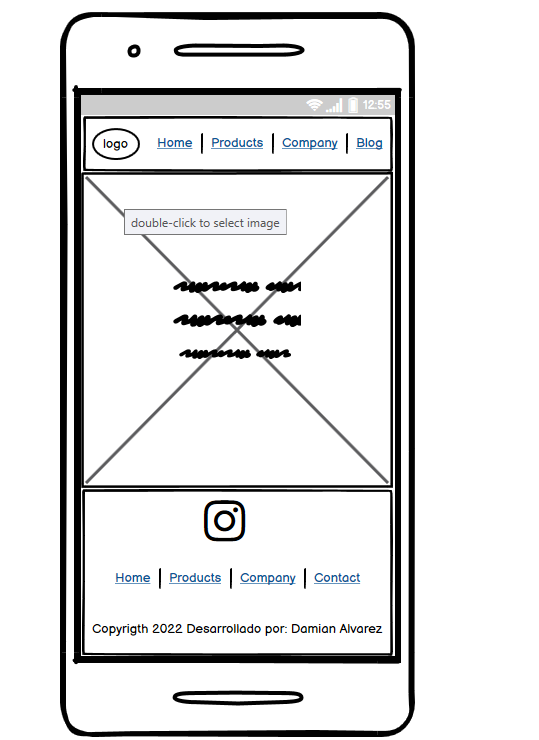 12:55
logo Home Products Company Blog
double-click to select image
Home Products Company Contact
Copyrigth 2022 Desarrollado por: Damian Alvarez